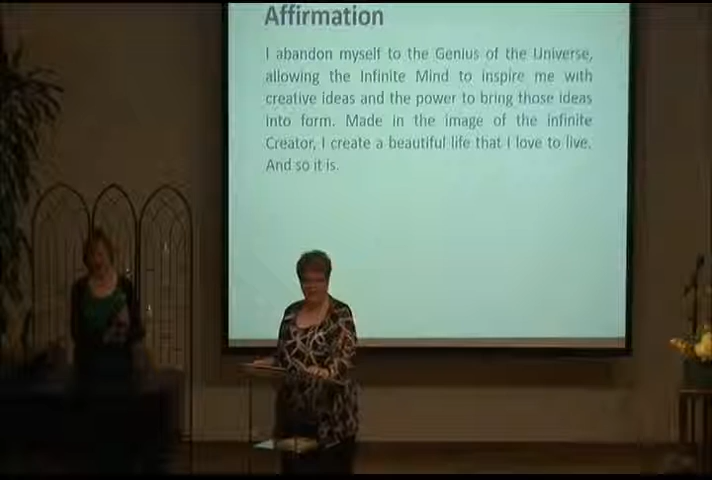 Affirmation
I abandon myself to the Genius of the Universe,
allowing the Infinite Mind to inspire me with
creative ideas and the power to bring those ideas
into form. Made in the image of the Infinite
Creator, I create a beautiful life that I love to live.
And so it is.